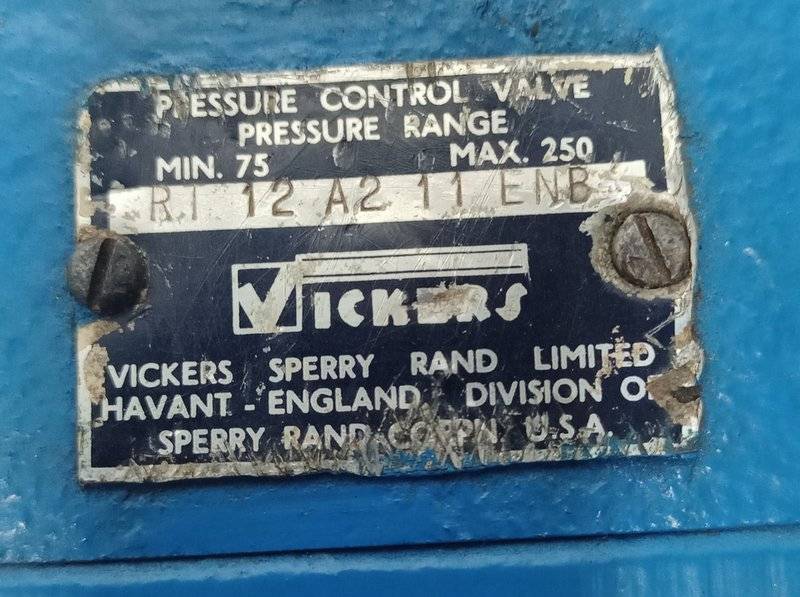 PRESSURE CONTROL VALVE
PRESSURE RANGE
MIN. 75 MAX. 250
RT 12 A2 11 ENB
VICKERS
VICKERS SPERRY RAND LIMITED
HAVANT - ENGLAND, DIVISION OF
SPERRY RAND CORPN. U.S.A.